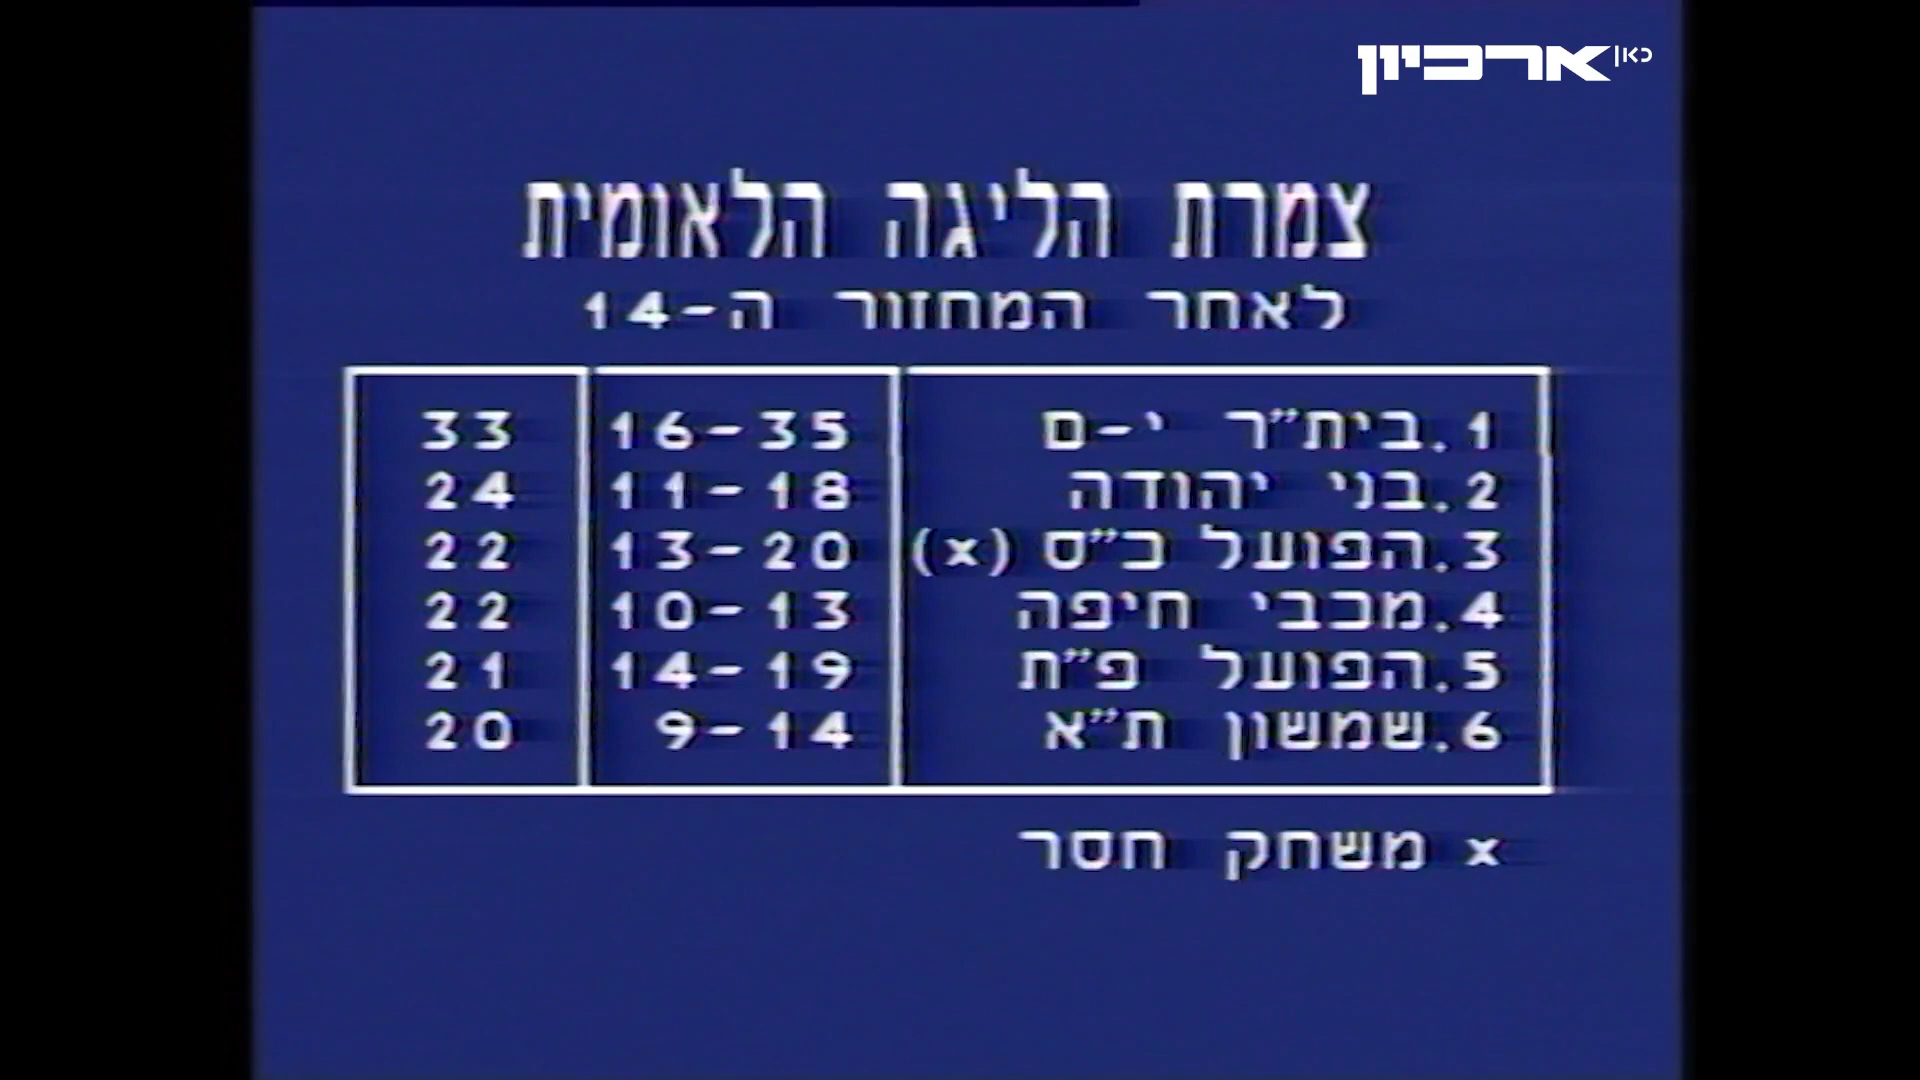 כאן| ארכיון
צמרת הליגה הלאומית
לאחר המחזור ה-14
1.בית"ר י-ם 35-16 33
2.בני יהודה 18-11 24
3.הפועל כ"ס (x) 20-13 22
4.מכבי חיפה 13-10 22
5.הפועל פ"ת 19-14 21
6.שמשון ת"א 14-9 20
x משחק חסר